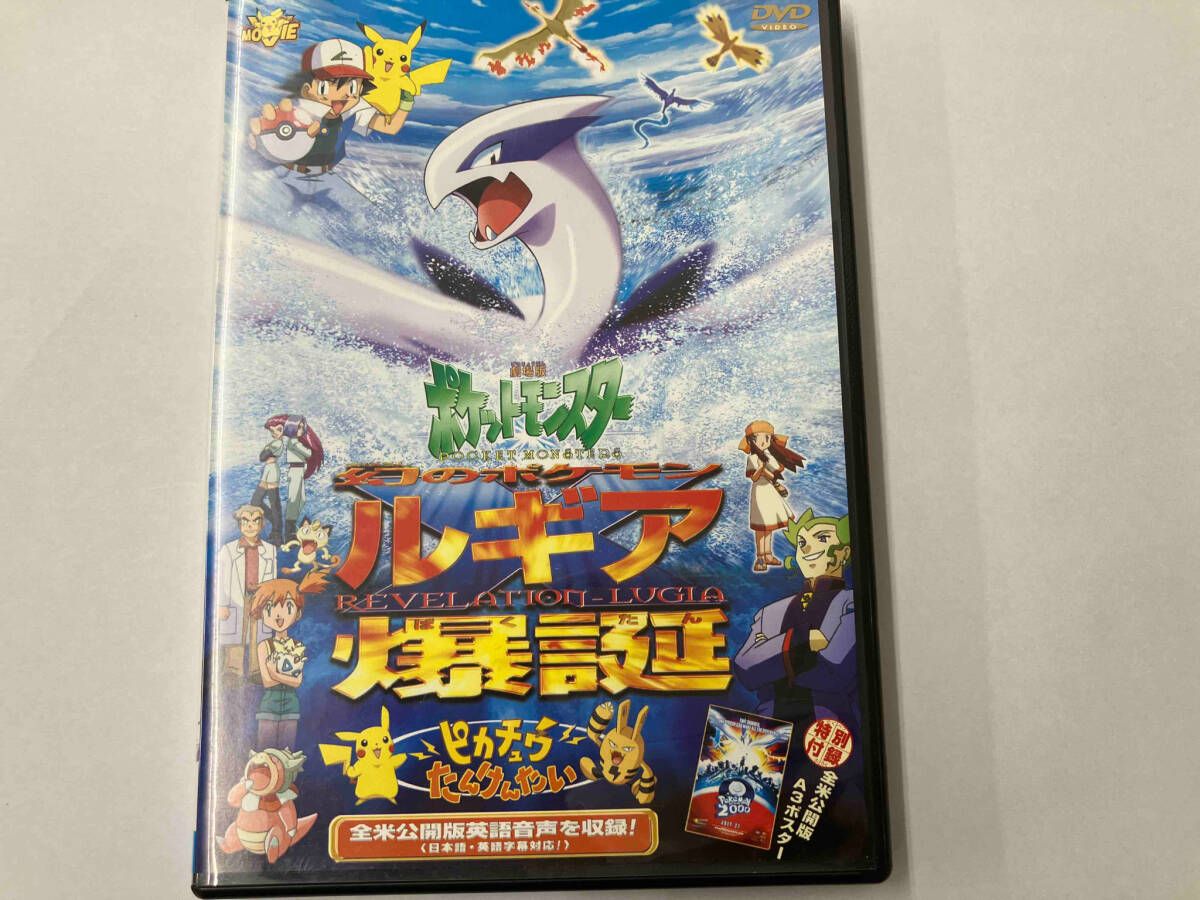 MOVIE
DVD
VIDEO
劇場版
ポケットモンスター
POCKET MONSTERS
幻のポケモン
ルギア
REVELATION-LUGIA
ばくたん
爆誕
ピカチュウ
たんけんたい
特別付録
全米公開版
A3ポスター
POKéMON
2000
全米公開版英語音声を収録!
〈日本語・英語字幕対応!〉